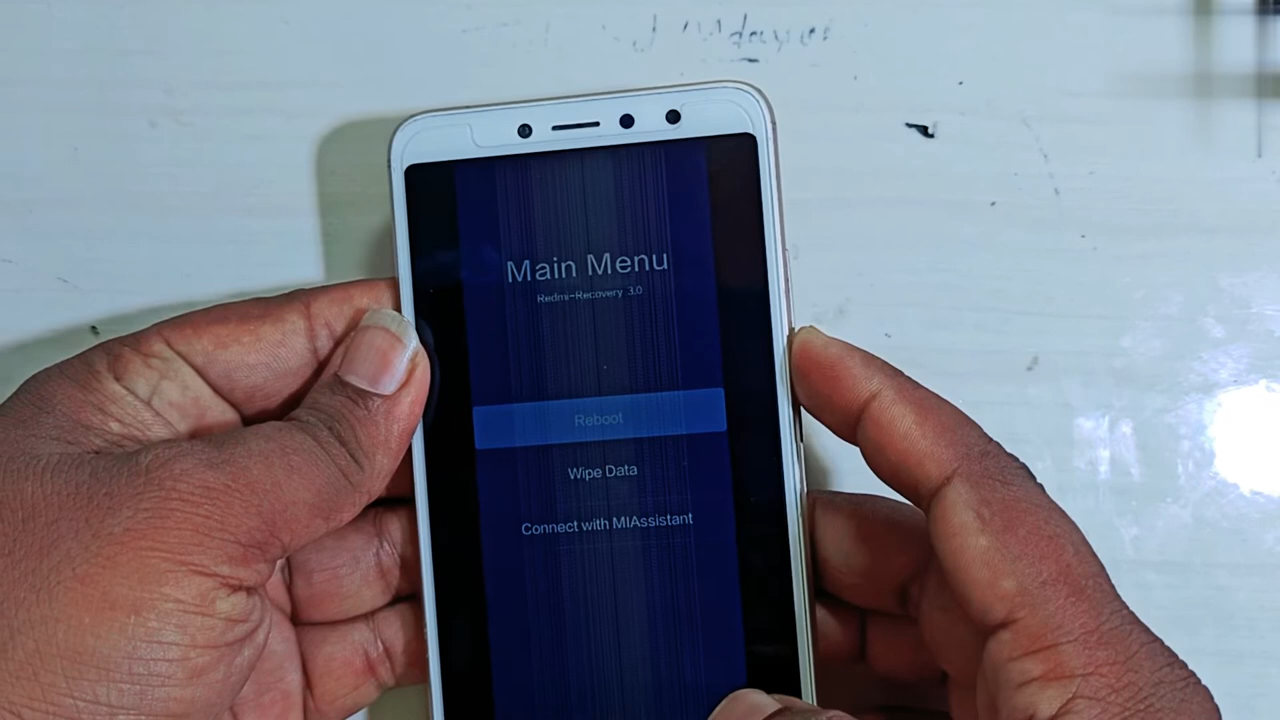 Main Menu
Redmi-Recovery 3.0
Reboot
Wipe Data
Connect with MIAssistant